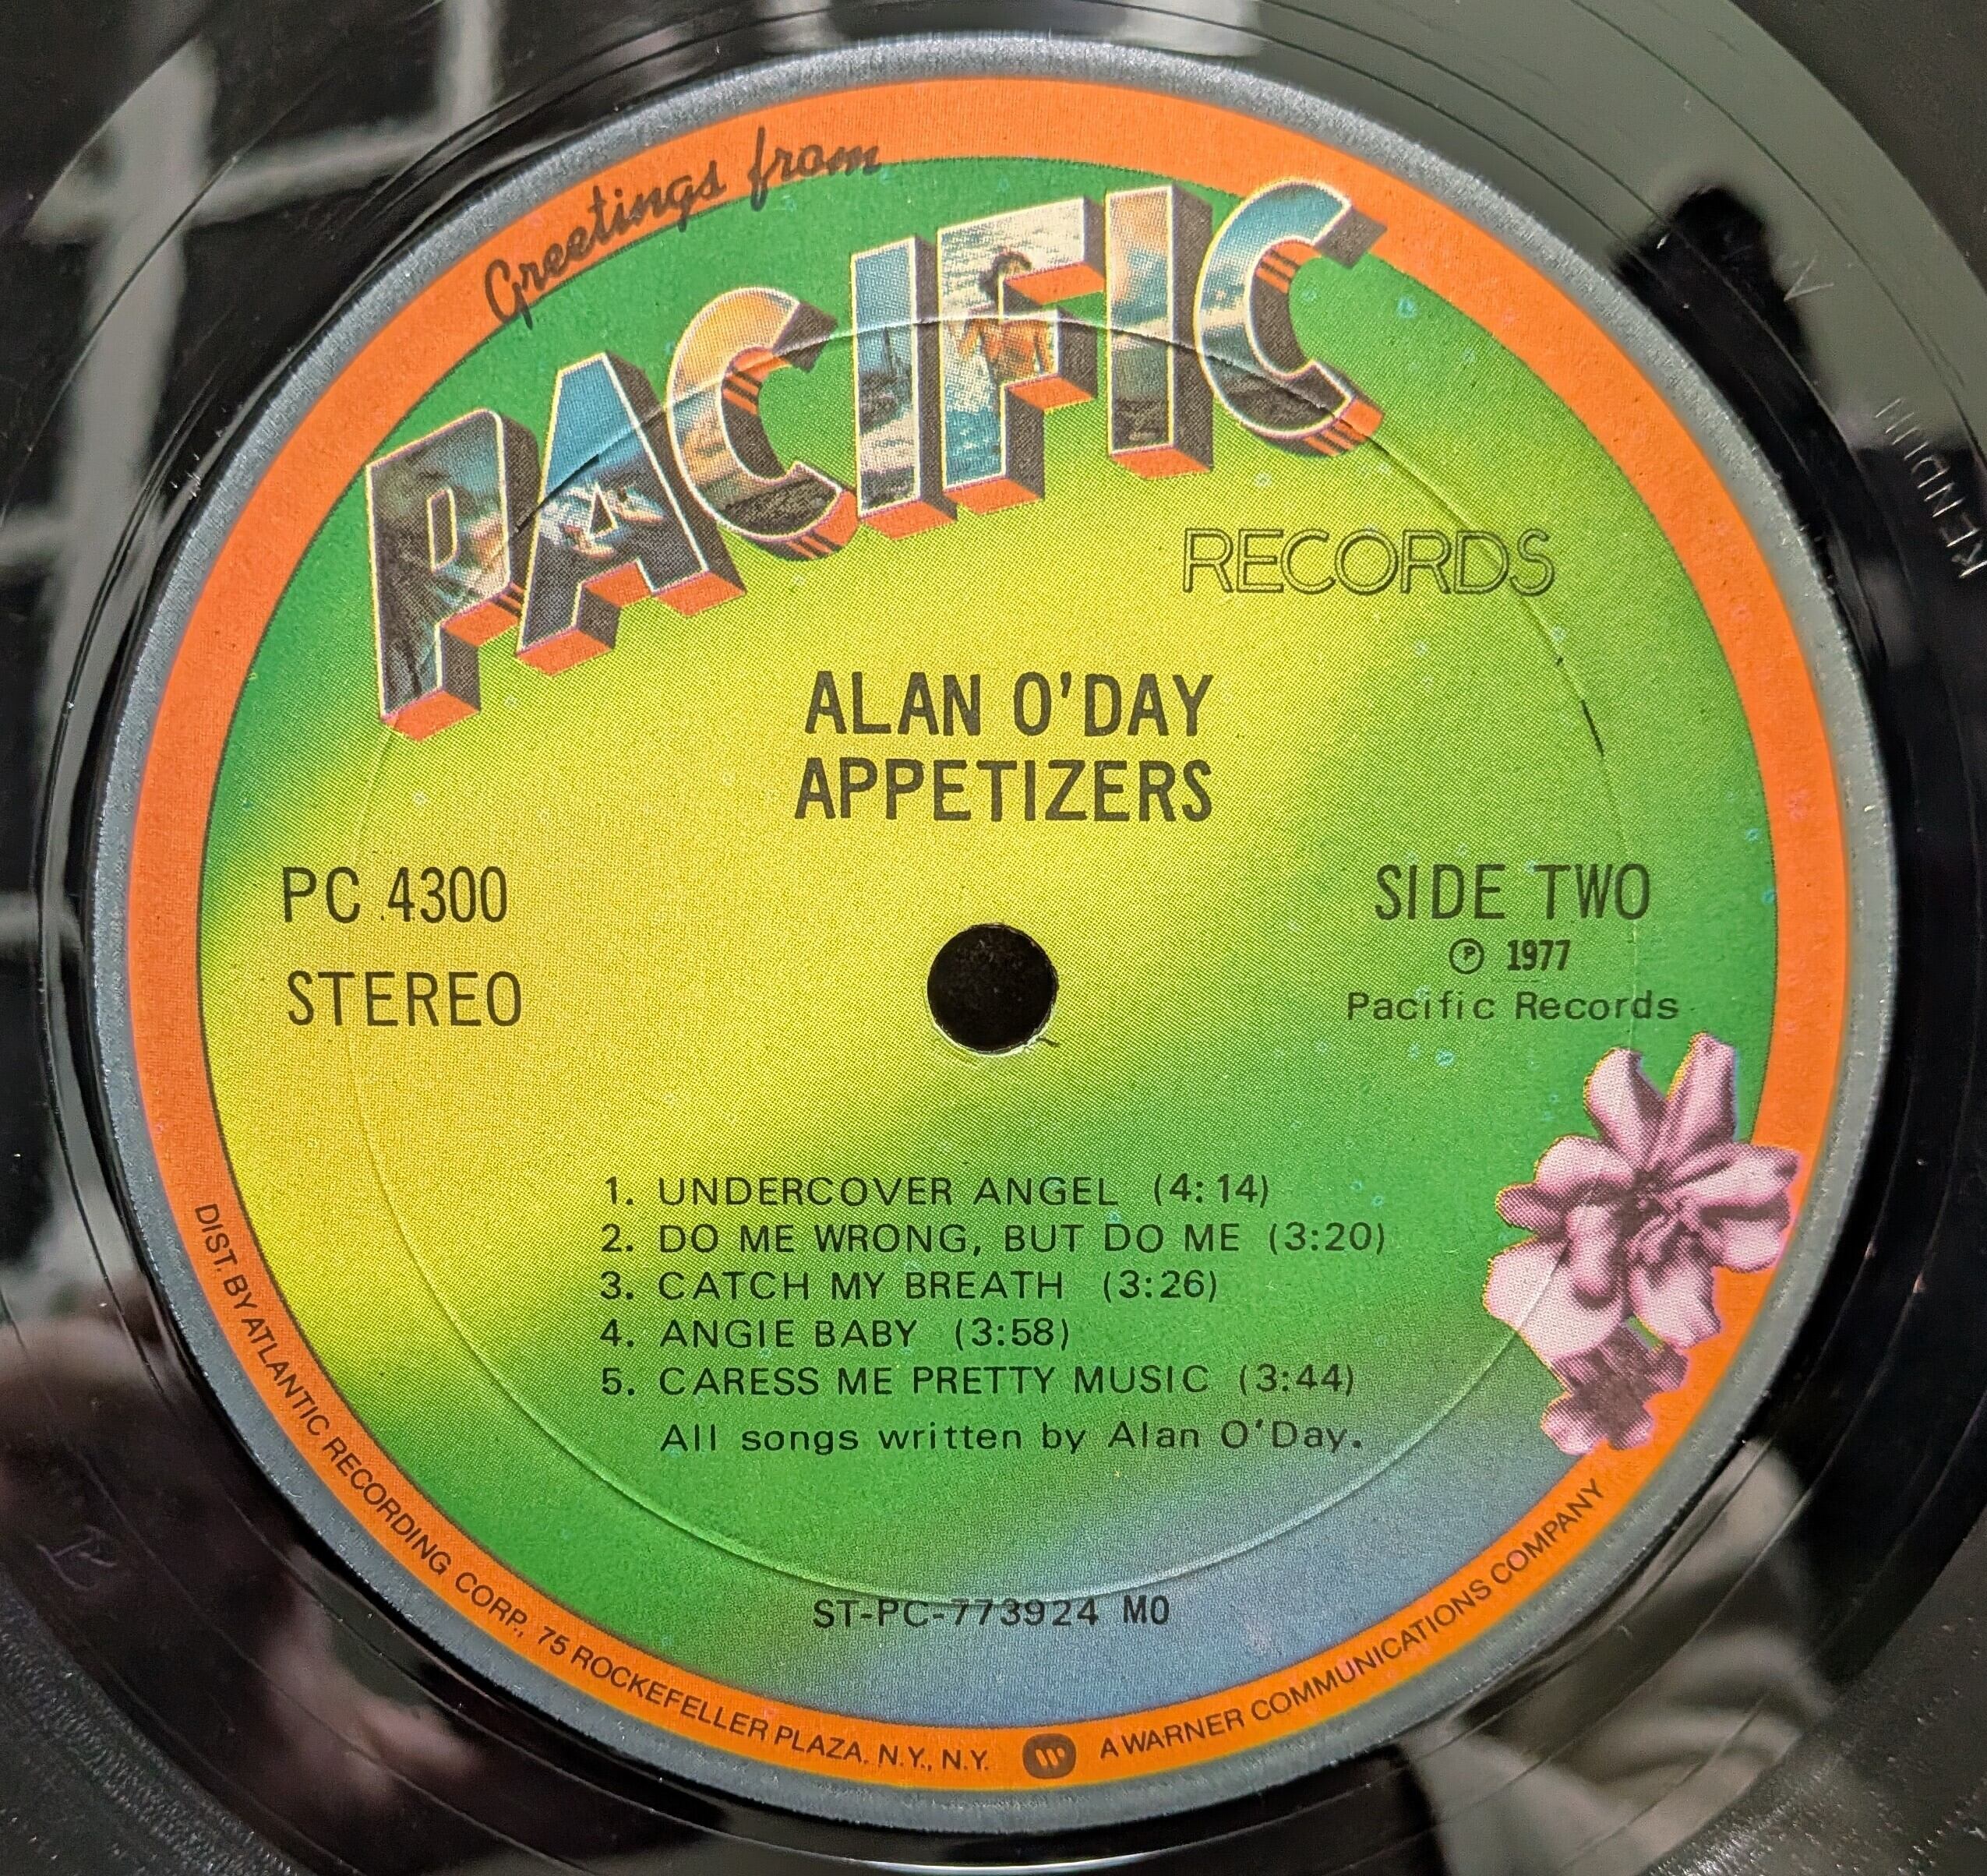 Greetings from
PACIFIC
RECORDS
ALAN O'DAY
APPETIZERS
PC 4300
STEREO
SIDE TWO
℗ 1977
Pacific Records
1. UNDERCOVER ANGEL (4:14)
2. DO ME WRONG, BUT DO ME (3:20)
3. CATCH MY BREATH (3:26)
4. ANGIE BABY (3:58)
5. CARESS ME PRETTY MUSIC (3:44)
All songs written by Alan O'Day.
ST-PC-773924 MO
DIST. BY ATLANTIC RECORDING CORP., 75 ROCKEFELLER PLAZA, N.Y., N.Y. A WARNER COMMUNICATIONS COMPANY